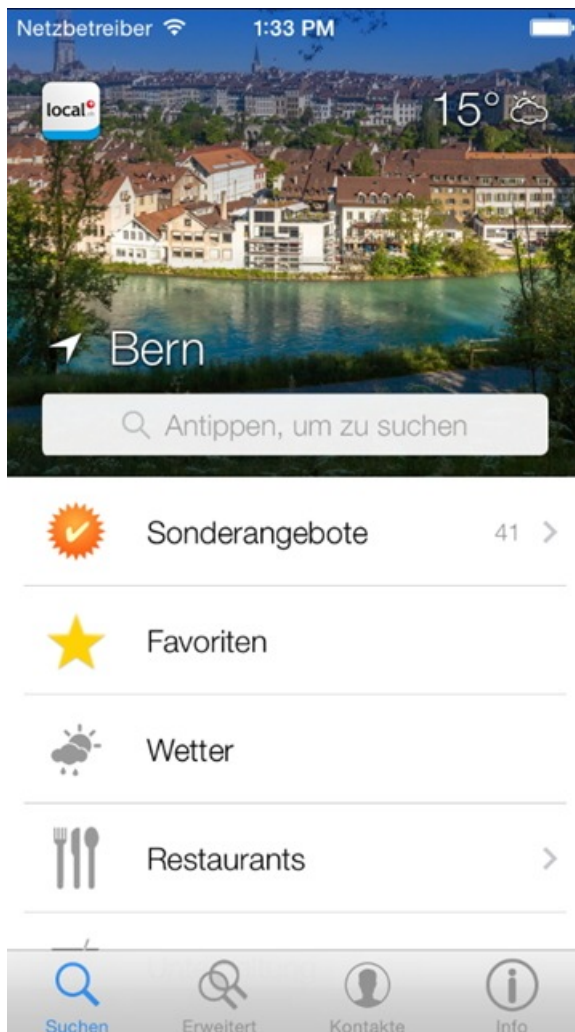 Netzbetreiber 1:33 PM
local
15°
Bern
Antippen, um zu suchen
Sonderangebote 41
Favoriten
Wetter
Restaurants
Suchen Erweitert Kontakte Info